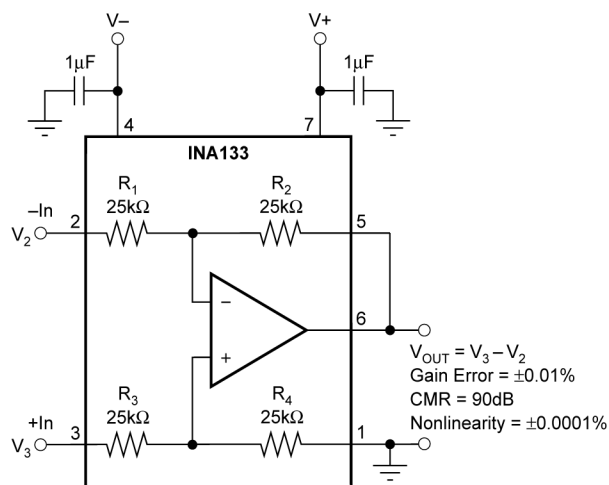 V– V+
1µF 1µF
4 7
INA133
R1 R2
–In 25kΩ 25kΩ
2 5
V2
–
6
+
VOUT = V3 – V2
Gain Error = ±0.01%
CMR = 90dB
Nonlinearity = ±0.0001%
R3 R4
+In 25kΩ 25kΩ
3 1
V3